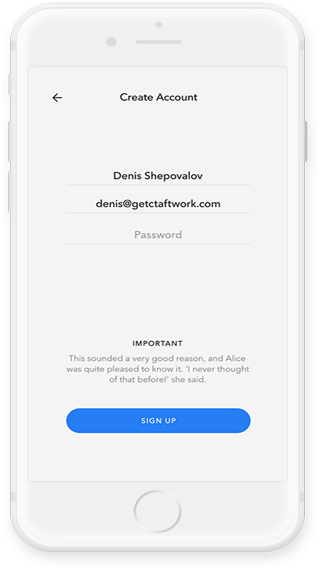 Create Account
Denis Shepovalov
denis@getctaftwork.com
Password
IMPORTANT
This sounded a very good reason, and Alice
was quite pleased to know it. 'I never thought
of that before!' she said.
SIGN UP